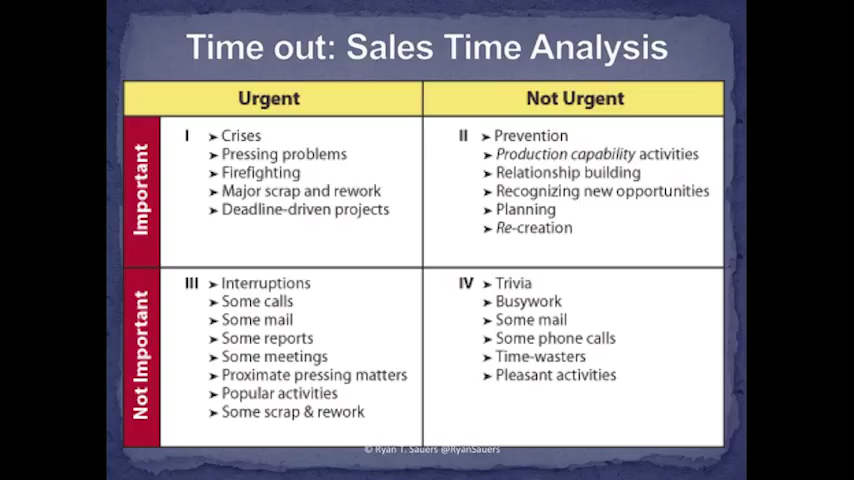 Time out: Sales Time Analysis
Urgent
Not Urgent
Important
I ➤ Crises
➤ Pressing problems
➤ Firefighting
➤ Major scrap and rework
➤ Deadline-driven projects
II ➤ Prevention
➤ Production capability activities
➤ Relationship building
➤ Recognizing new opportunities
➤ Planning
➤ Re-creation
Not Important
III ➤ Interruptions
➤ Some calls
➤ Some mail
➤ Some reports
➤ Some meetings
➤ Proximate pressing matters
➤ Popular activities
➤ Some scrap & rework
IV ➤ Trivia
➤ Busywork
➤ Some mail
➤ Some phone calls
➤ Time-wasters
➤ Pleasant activities
© Ryan T. Sauers @RyanSauers